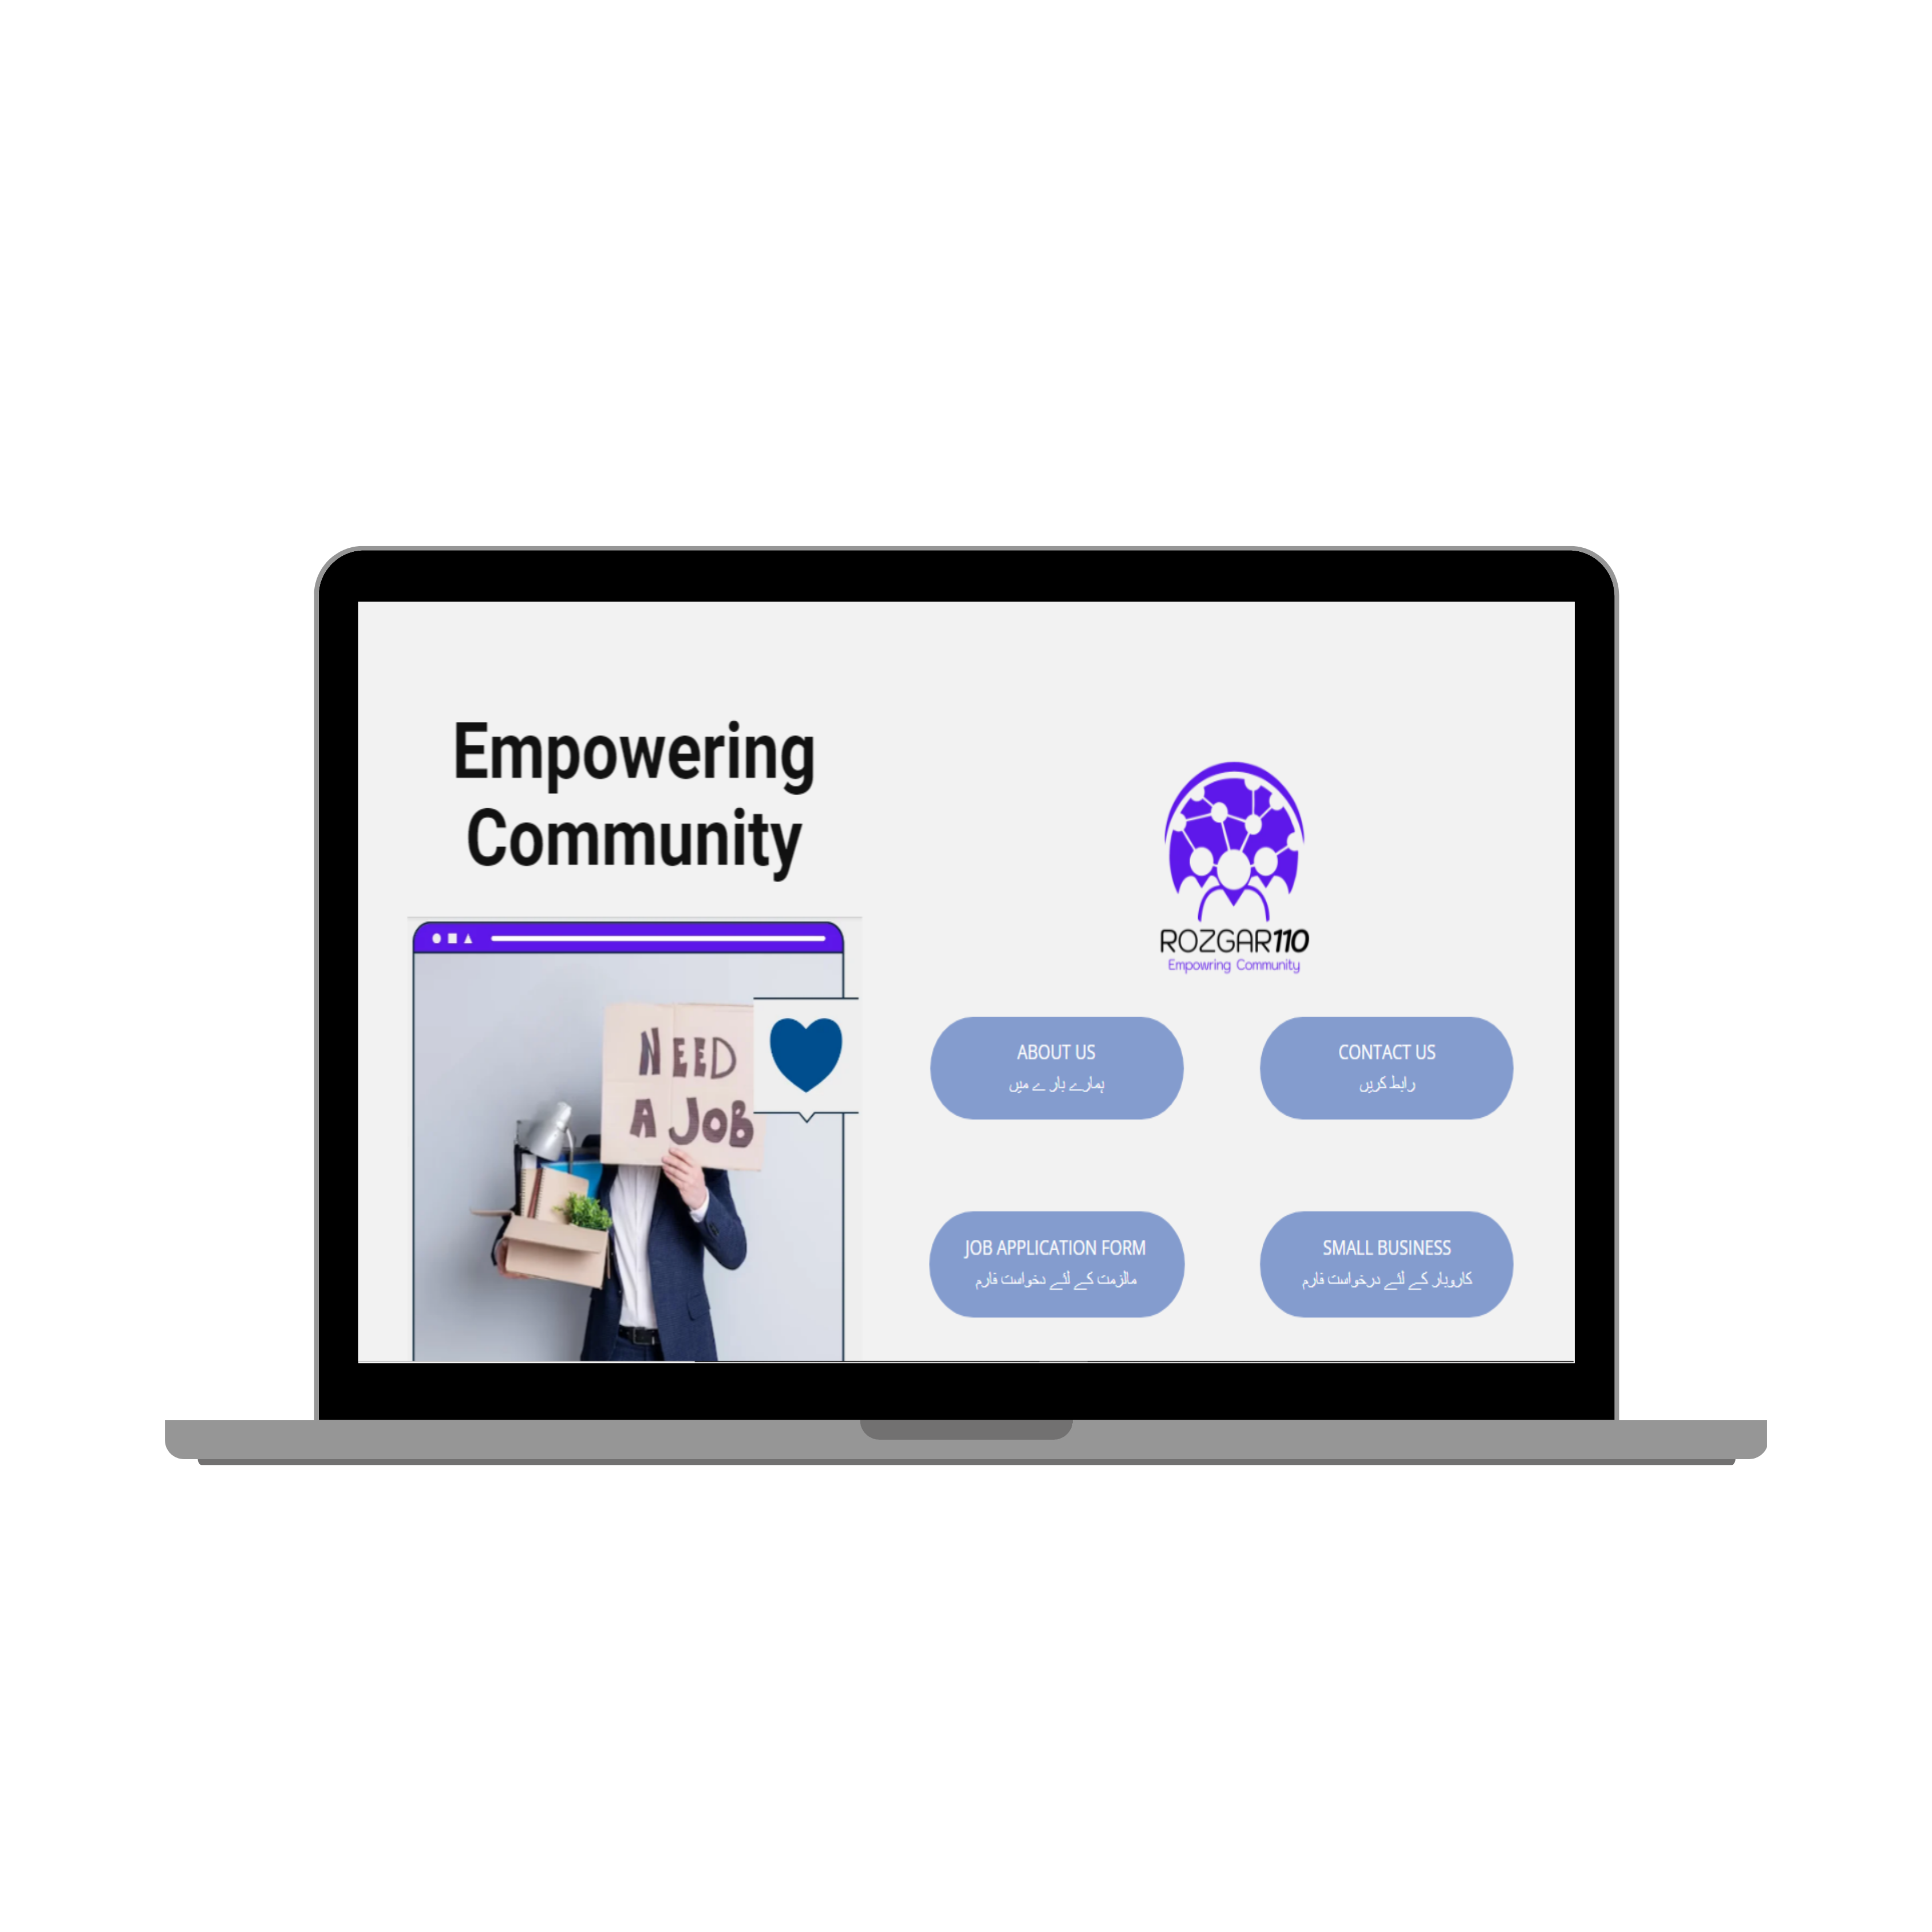 Empowering
Community
NEED
A JOB
ROZGAR110
Empowring Community
ABOUT US
ہمارے بار ے میں
CONTACT US
رابطہ کریں
JOB APPLICATION FORM
مالزمت کے لئے دخواست فارم
SMALL BUSINESS
کاروبار کے لئے درخواست فارم